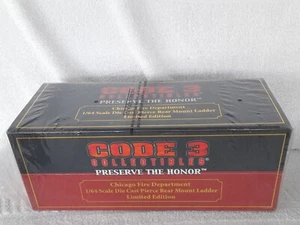 CODE 3
COLLECTIBLES
PRESERVE THE HONOR
CODE 3
COLLECTIBLES™
PRESERVE THE HONOR™
Chicago Fire Department
1/64 Scale Die Cast Pierce Rear Mount Ladder
Limited Edition